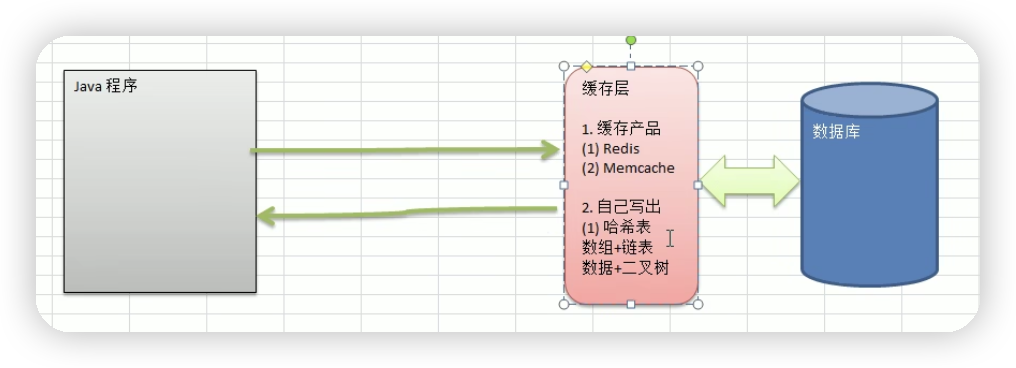 Java 程序
缓存层
1. 缓存产品
(1) Redis
(2) Memcache
2. 自己写出
(1) 哈希表
数组+链表
数据+二叉树
数据库